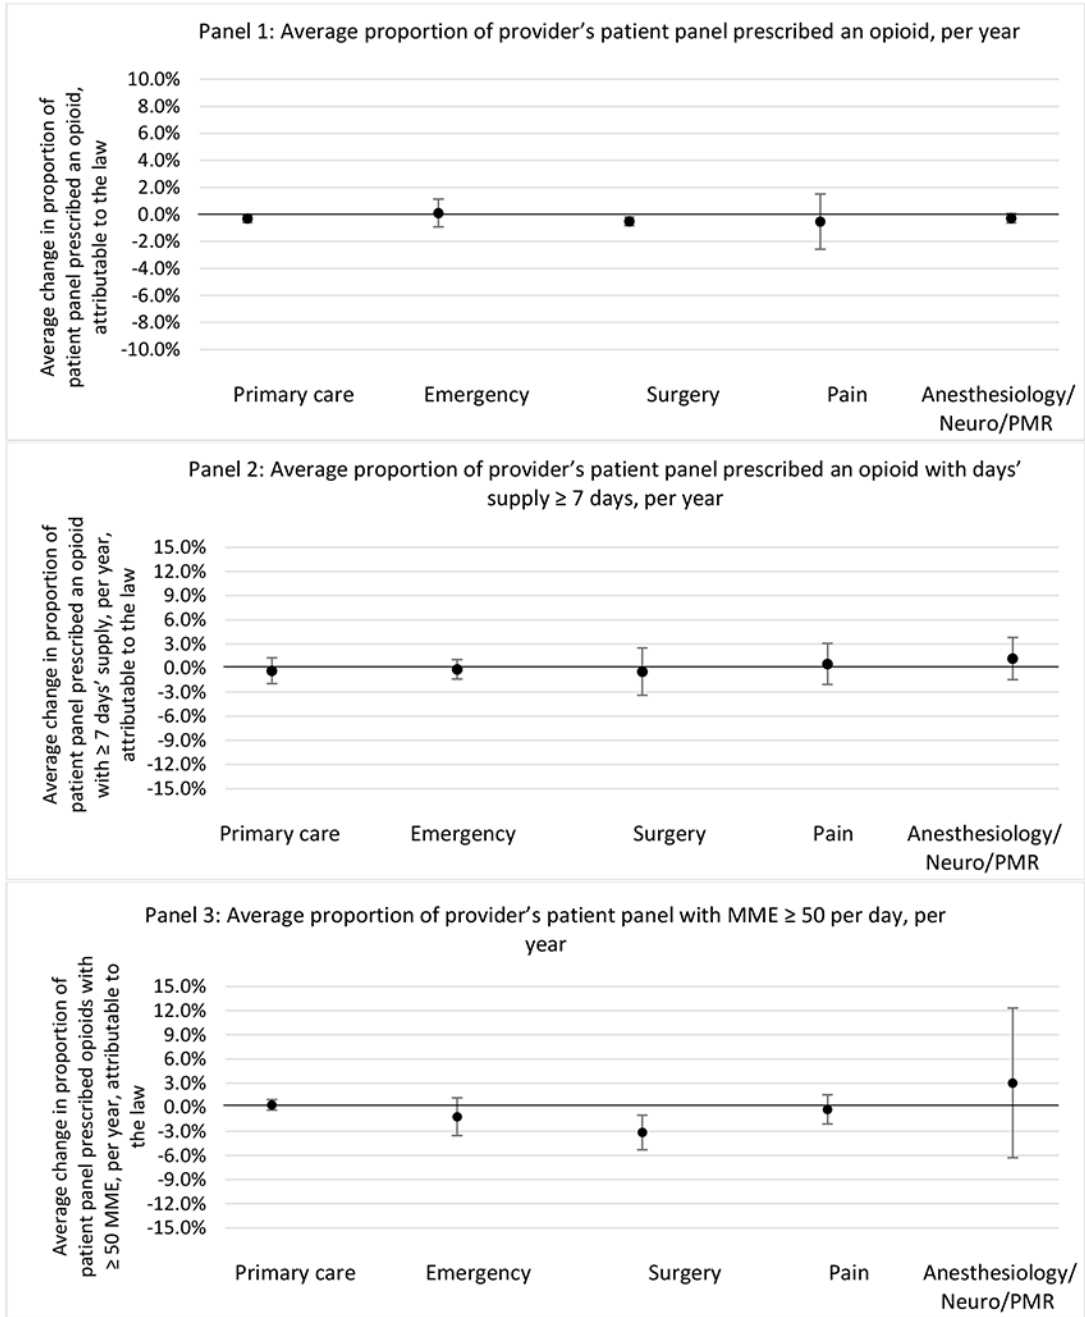 Panel 1: Average proportion of provider’s patient panel prescribed an opioid, per year
Average change in proportion of
patient panel prescribed an opioid,
attributable to the law
10.0%
8.0%
6.0%
4.0%
2.0%
0.0%
-2.0%
-4.0%
-6.0%
-8.0%
-10.0%
Primary care
Emergency
Surgery
Pain
Anesthesiology/
Neuro/PMR
Panel 2: Average proportion of provider’s patient panel prescribed an opioid with days’
supply ≥ 7 days, per year
Average change in proportion of
patient panel prescribed an opioid
with ≥ 7 days’ supply, per year,
attributable to the law
15.0%
12.0%
9.0%
6.0%
3.0%
0.0%
-3.0%
-6.0%
-9.0%
-12.0%
-15.0%
Primary care
Emergency
Surgery
Pain
Anesthesiology/
Neuro/PMR
Panel 3: Average proportion of provider’s patient panel with MME ≥ 50 per day, per
year
Average change in proportion of
patient panel prescribed opioids with
≥ 50 MME, per year, attributable to
the law
15.0%
12.0%
9.0%
6.0%
3.0%
0.0%
-3.0%
-6.0%
-9.0%
-12.0%
-15.0%
Primary care
Emergency
Surgery
Pain
Anesthesiology/
Neuro/PMR